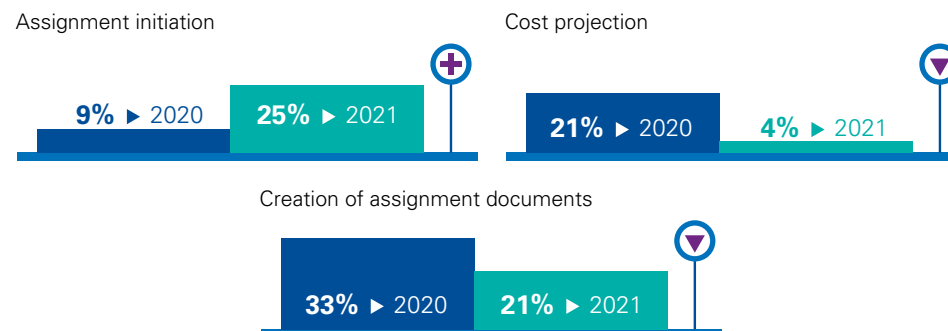 Assignment initiation
9% ▶ 2020
25% ▶ 2021
Cost projection
21% ▶ 2020
4% ▶ 2021
Creation of assignment documents
33% ▶ 2020
21% ▶ 2021